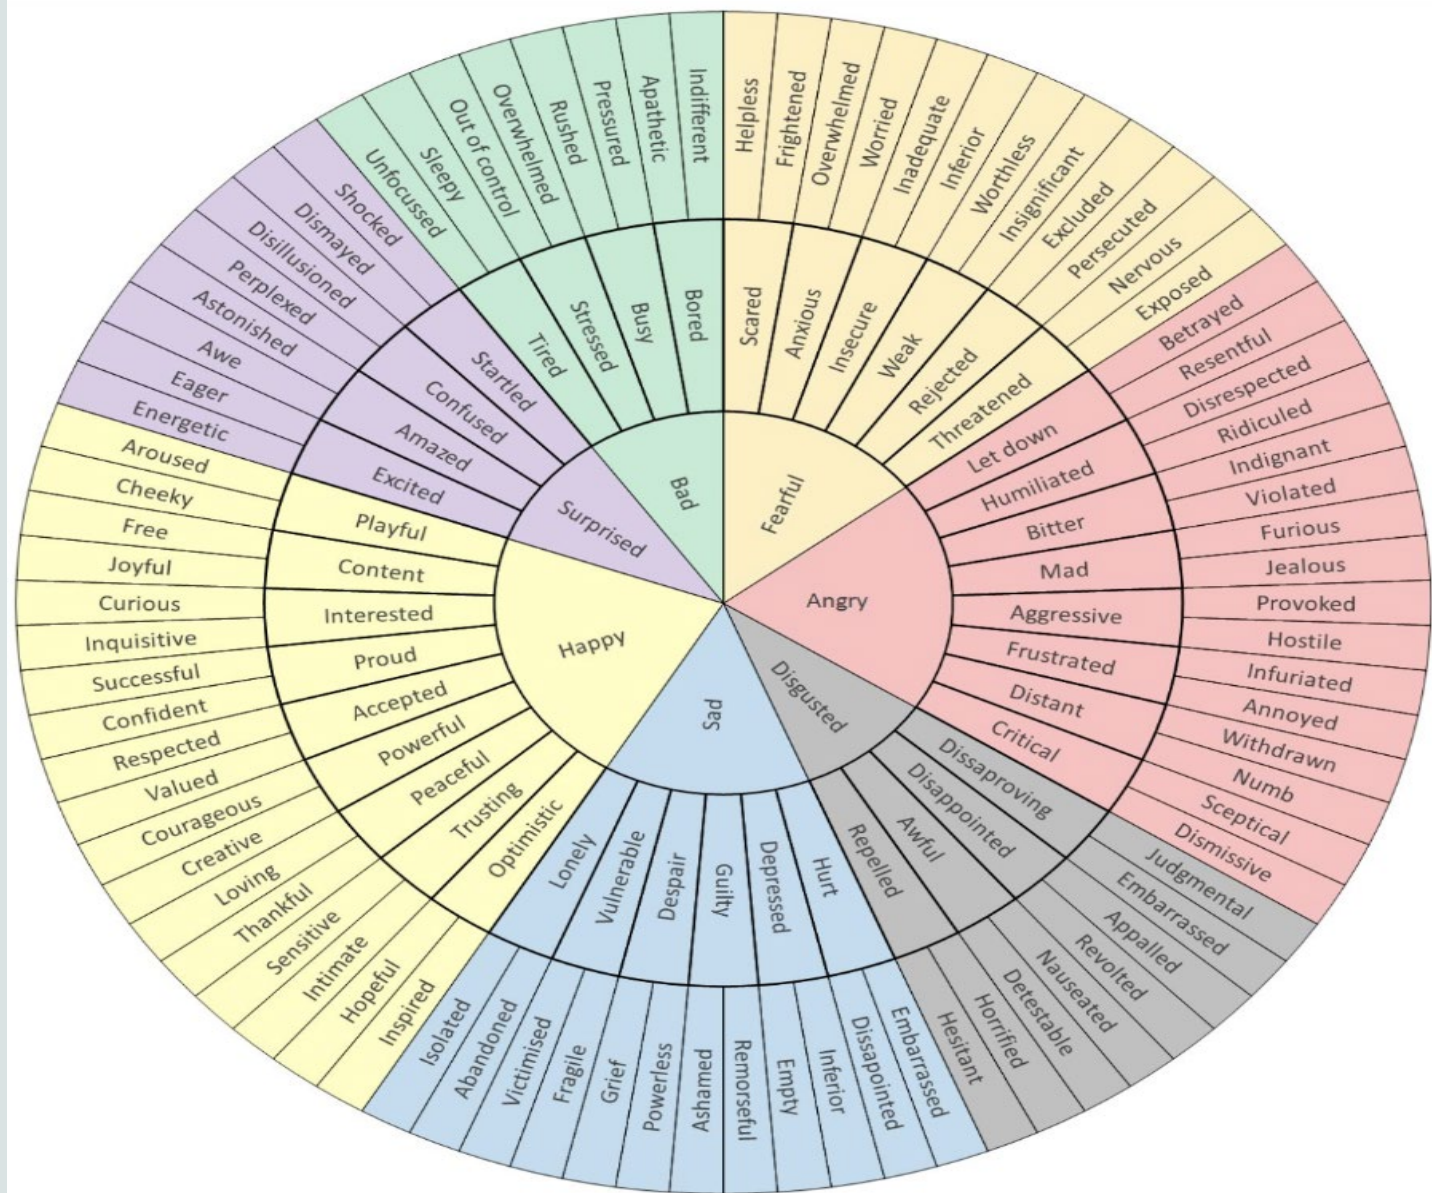 Fearful
Angry
Disgusted
Sad
Happy
Surprised
Bad
Scared
Anxious
Insecure
Weak
Rejected
Threatened
Let down
Humiliated
Bitter
Mad
Aggressive
Frustrated
Distant
Critical
Dissaproving
Disappointed
Awful
Repelled
Hurt
Depressed
Guilty
Despair
Vulnerable
Lonely
Optimistic
Trusting
Peaceful
Powerful
Accepted
Proud
Interested
Content
Playful
Excited
Amazed
Confused
Startled
Tired
Stressed
Busy
Bored
Helpless
Frightened
Overwhelmed
Worried
Inadequate
Inferior
Worthless
Insignificant
Excluded
Persecuted
Nervous
Exposed
Betrayed
Resentful
Disrespected
Ridiculed
Indignant
Violated
Furious
Jealous
Provoked
Hostile
Infuriated
Annoyed
Withdrawn
Numb
Sceptical
Dismissive
Judgmental
Embarrassed
Appalled
Revolted
Nauseated
Detestable
Horrified
Hesitant
Embarrassed
Dissapointed
Inferior
Empty
Remorseful
Ashamed
Powerless
Grief
Fragile
Victimised
Abandoned
Isolated
Inspired
Hopeful
Intimate
Sensitive
Thankful
Loving
Creative
Courageous
Valued
Respected
Confident
Successful
Inquisitive
Curious
Joyful
Free
Cheeky
Aroused
Energetic
Eager
Awe
Astonished
Perplexed
Disillusioned
Dismayed
Shocked
Unfocussed
Sleepy
Out of control
Overwhelmed
Rushed
Pressured
Apathetic
Indifferent